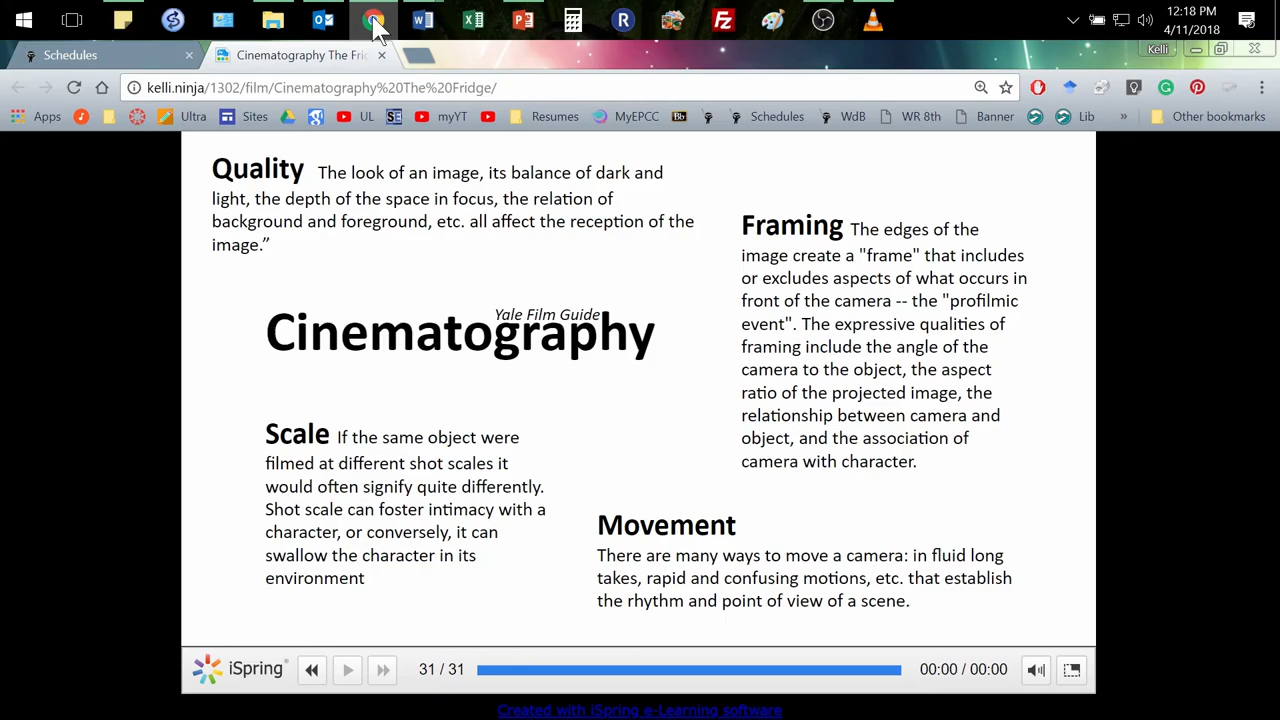 12:18 PM
4/11/2018
Schedules
Cinematography The Fri
Kelli
kelli.ninja/1302/film/Cinematography%20The%20Fridge/
Apps
Ultra
Sites
UL
myYT
Resumes
MyEPCC
Bb
Schedules
WdB
WR 8th
Banner
Lib
»
Other bookmarks
Quality The look of an image, its balance of dark and
light, the depth of the space in focus, the relation of
background and foreground, etc. all affect the reception of the
image.”
Framing The edges of the
image create a "frame" that includes
or excludes aspects of what occurs in
front of the camera -- the "profilmic
event". The expressive qualities of
framing include the angle of the
camera to the object, the aspect
ratio of the projected image, the
relationship between camera and
object, and the association of
camera with character.
Yale Film Guide
Cinematography
Scale If the same object were
filmed at different shot scales it
would often signify quite differently.
Shot scale can foster intimacy with a
character, or conversely, it can
swallow the character in its
environment
Movement
There are many ways to move a camera: in fluid long
takes, rapid and confusing motions, etc. that establish
the rhythm and point of view of a scene.
iSpring
31 / 31
00:00 / 00:00
Created with iSpring e-Learning software